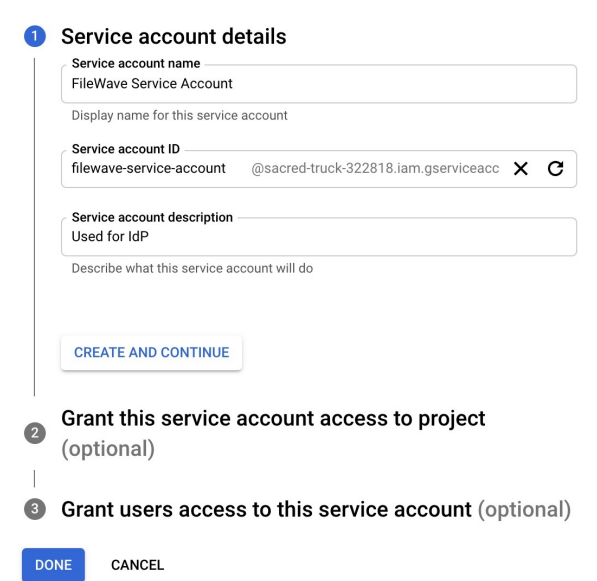 1 Service account details
Service account name
FileWave Service Account
Display name for this service account
Service account ID
filewave-service-account @sacred-truck-322818.iam.gserviceacc
Service account description
Used for IdP
Describe what this service account will do
CREATE AND CONTINUE
2 Grant this service account access to project
(optional)
3 Grant users access to this service account (optional)
DONE CANCEL